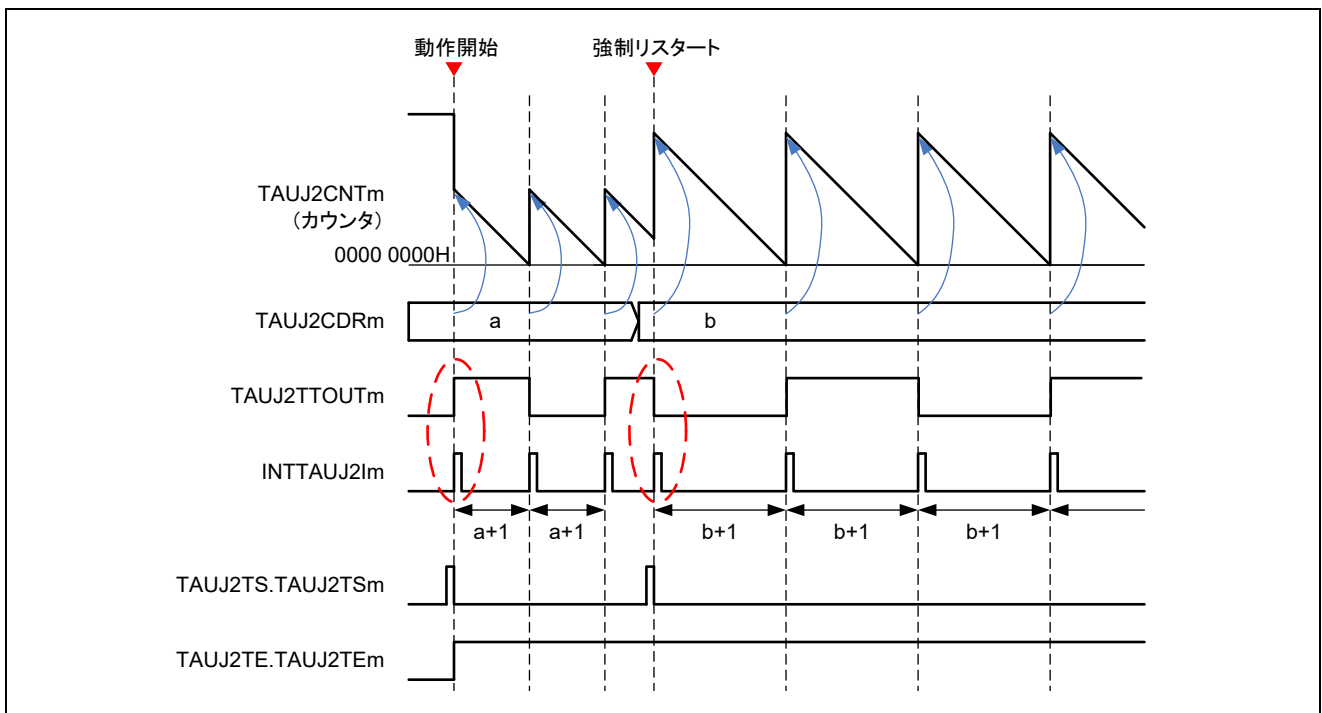 動作開始 強制リスタート
TAUJ2CNTm
(カウンタ)
0000 0000H
TAUJ2CDRm a b
TAUJ2TTOUTm
INTTAUJ2Im
a+1 a+1 b+1 b+1 b+1
TAUJ2TS.TAUJ2TSm
TAUJ2TE.TAUJ2TEm